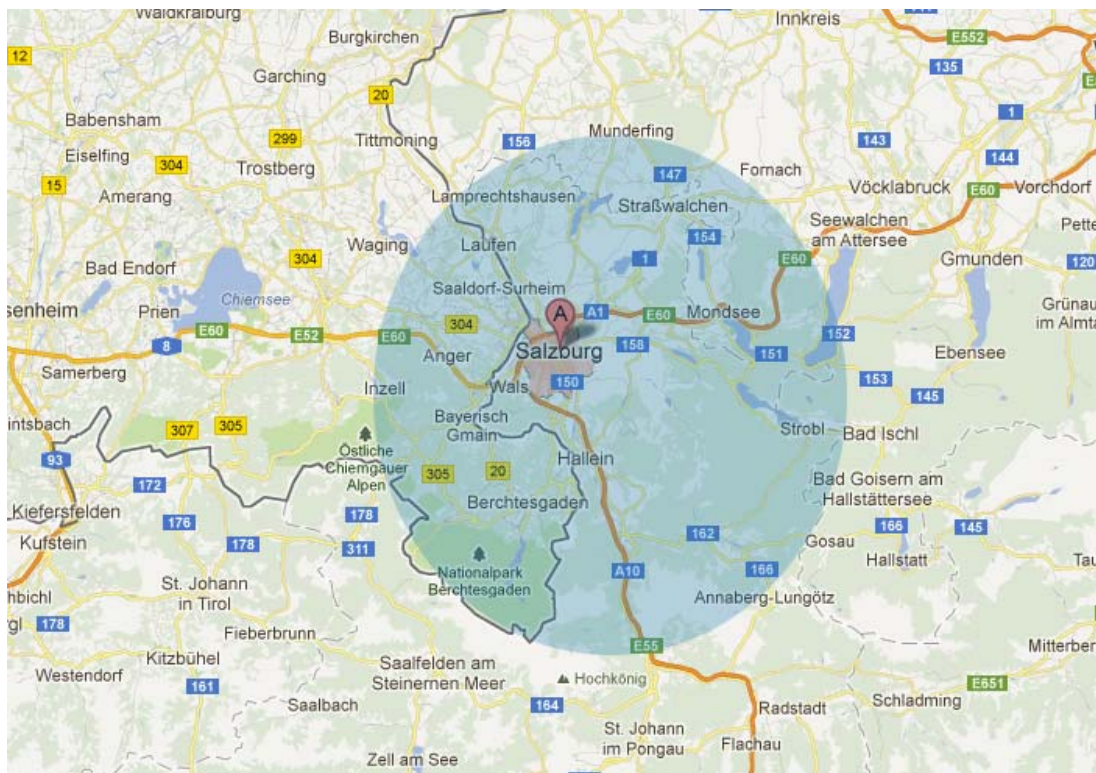 Waldkraiburg
Innkreis
Burgkirchen
E552
12
135
Garching
20
1
Babensham
299
156
Munderfing
143
Tittmoning
Eiselfing
304
Trostberg
144
15
147
Fornach
E60
Vöcklabruck
Vorchdorf
Amerang
Lamprechtshausen
Straßwalchen
Seewalchen
am Attersee
Pette
Waging
Laufen
154
Bad Endorf
304
1
E60
Gmunden
120
Saaldorf-Surheim
Chiemsee
senheim
Prien
A
A1
E60
Mondsee
Grünau
im Almta
E60
E52
E60
304
152
8
Anger
Salzburg
158
151
Ebensee
Samerberg
Inzell
Wals
150
153
145
intsbach
307
305
Bayerisch
Gmain
Strobl
Bad Ischl
93
Östliche
Chiemgauer
Alpen
305
20
Hallein
Bad Goisern am
Hallstättersee
172
Kiefersfelden
176
178
Berchtesgaden
166
145
Kufstein
178
311
162
Gosau
Hallstatt
Tau
chbichl
St. Johann
in Tirol
Nationalpark
Berchtesgaden
A10
166
Annaberg-Lungötz
rgl
178
Fieberbrunn
E55
Mitterber
Kitzbühel
Westendorf
161
Saalfelden am
Steinernen Meer
Hochkönig
E651
Saalbach
164
Schladming
Radstadt
St. Johann
im Pongau
Flachau
Zell am See